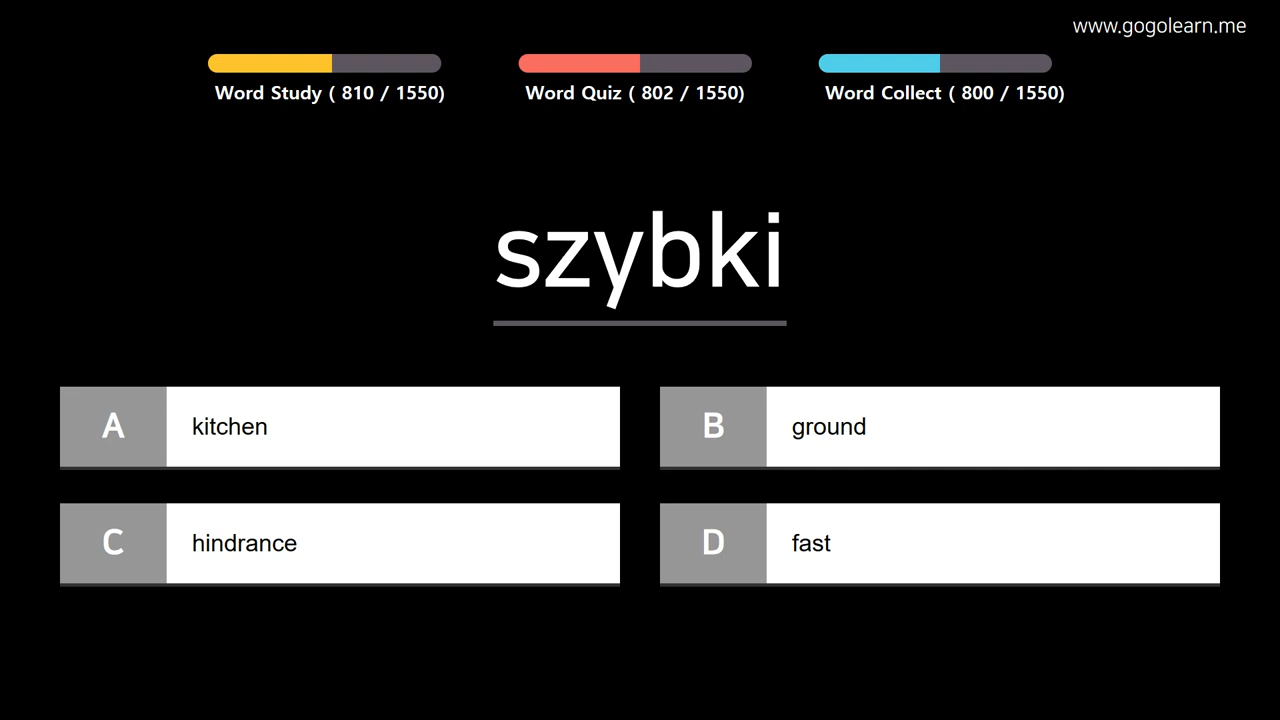 www.gogolearn.me
Word Study ( 810 / 1550)
Word Quiz ( 802 / 1550)
Word Collect ( 800 / 1550)
szybki
A kitchen
B ground
C hindrance
D fast